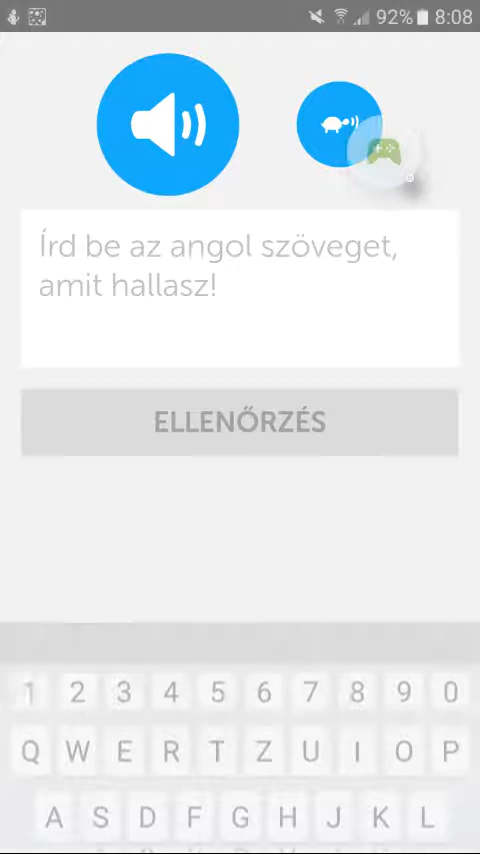 92% 8:08
Írd be az angol szöveget,
amit hallasz!
ELLENŐRZÉS
1 2 3 4 5 6 7 8 9 0
Q W E R T Z U I O P
A S D F G H J K L